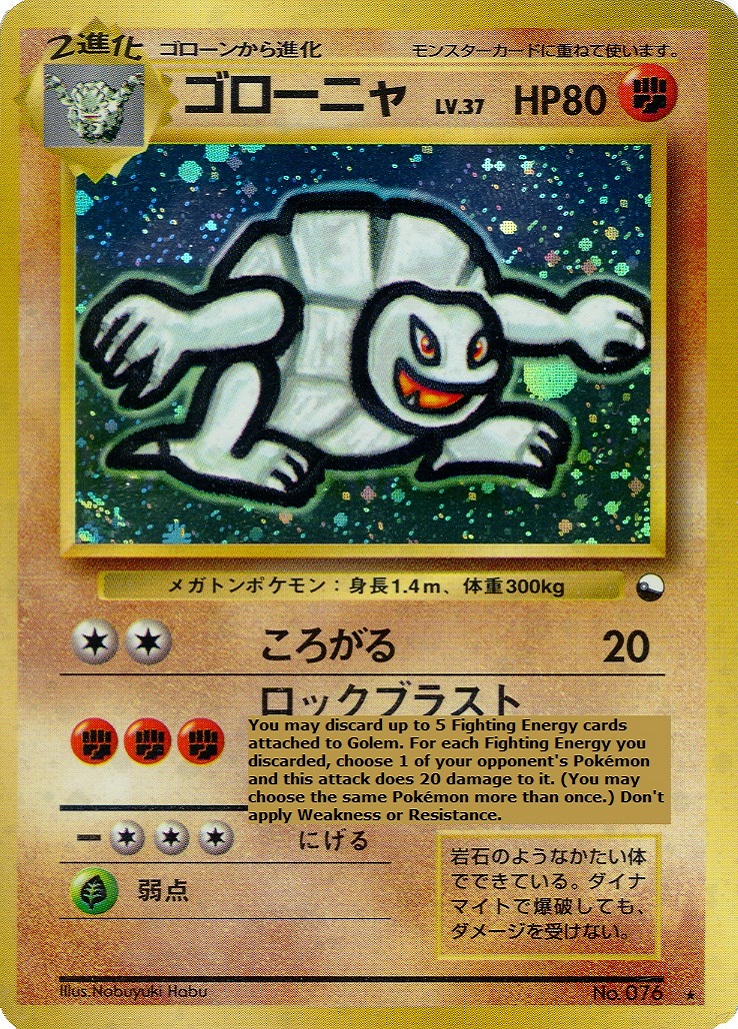 2進化 ゴローンから進化 モンスターカードに重ねて使います。
ゴローニャ LV.37 HP80
メガトンポケモン：身長1.4m、体重300kg
ころがる 20
ロックブラスト
You may discard up to 5 Fighting Energy cards
attached to Golem. For each Fighting Energy you
discarded, choose 1 of your opponent's Pokémon
and this attack does 20 damage to it. (You may
choose the same Pokémon more than once.) Don't
apply Weakness or Resistance.
にげる
弱点
岩石のようなかたい体
でできている。ダイナ
マイトで爆破しても、
ダメージを受けない。
Illus.Nobuyuki Habu
No.076